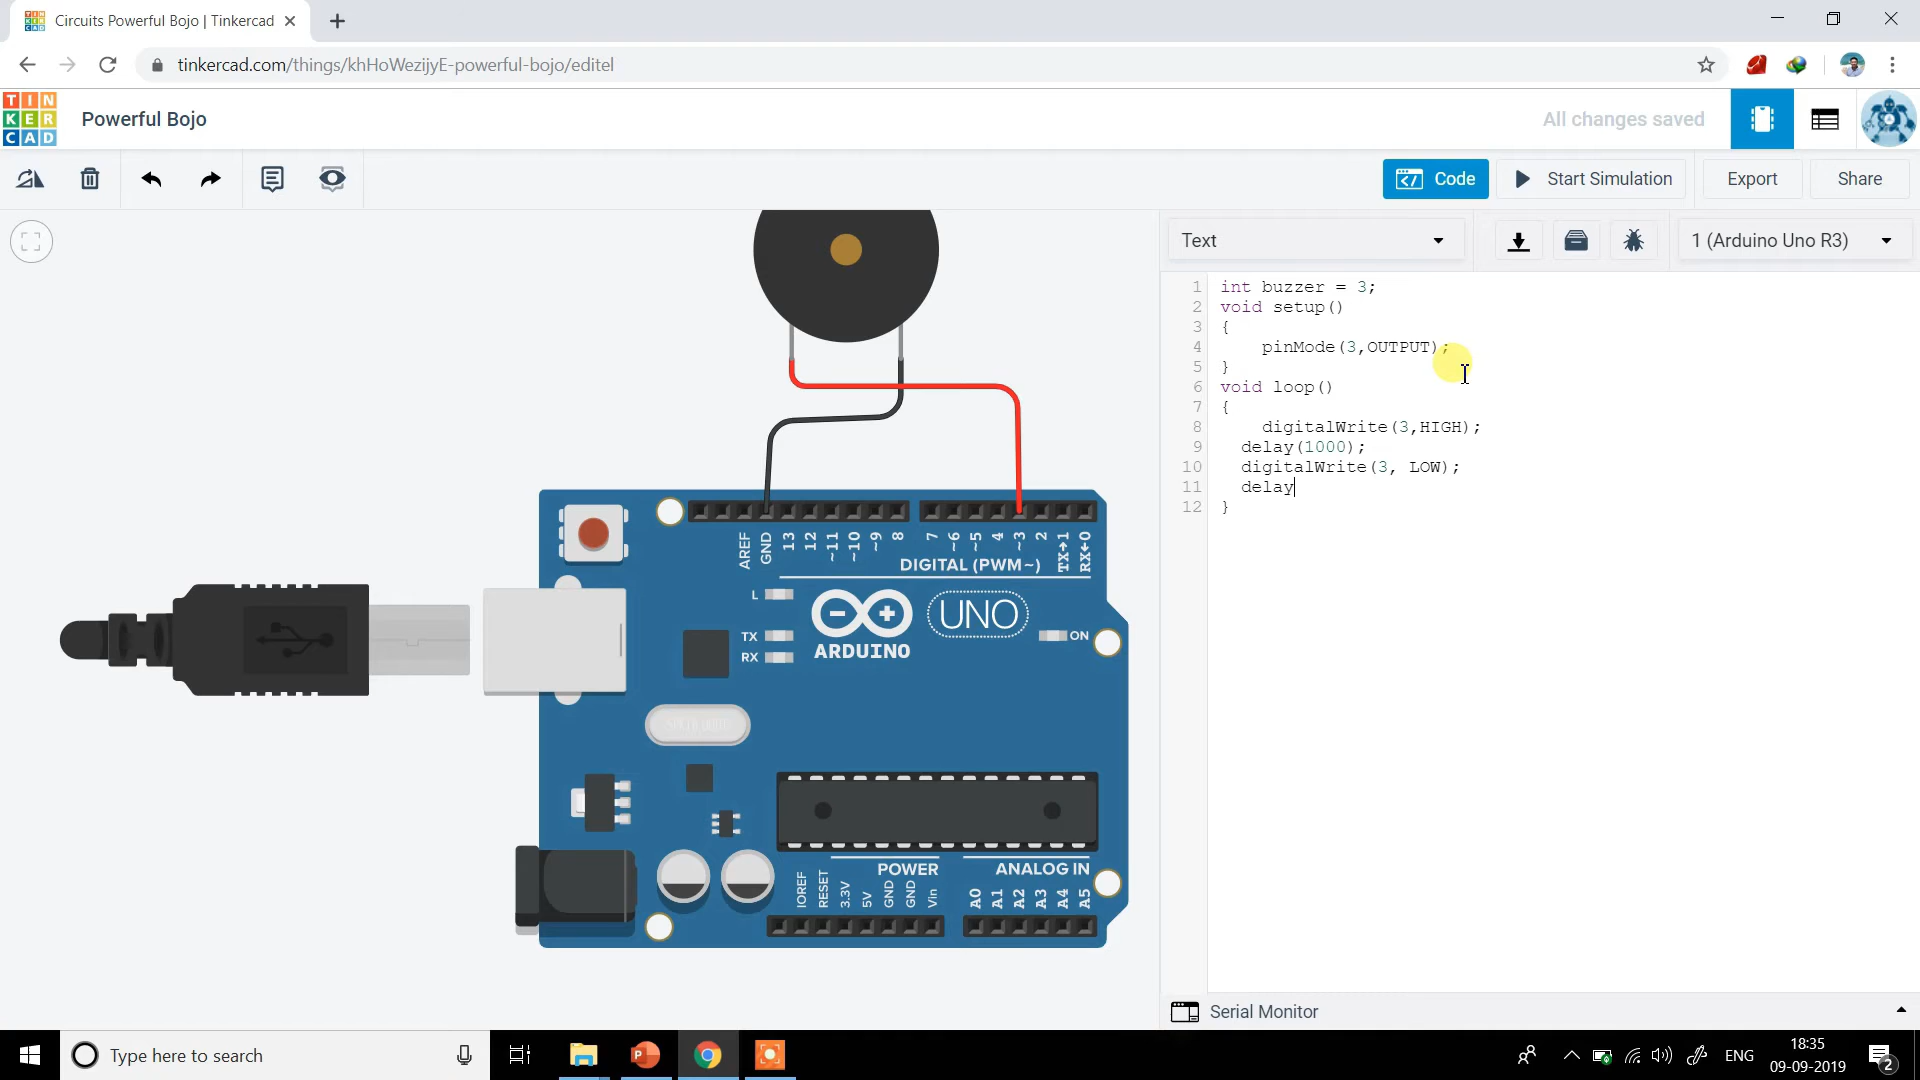 Circuits Powerful Bojo | Tinkercad
tinkercad.com/things/khHoWezijyE-powerful-bojo/editel
TIN
KER
CAD
Powerful Bojo
All changes saved
Code
Start Simulation
Export
Share
Text
1 (Arduino Uno R3)
1 int buzzer = 3;
2 void setup()
3 {
4 pinMode(3,OUTPUT);
5 }
6 void loop()
7 {
8 digitalWrite(3,HIGH);
9 delay(1000);
10 digitalWrite(3, LOW);
11 delay
12 }
AREF
GND
13
12
~11
~10
~9
8
7
~6
~5
4
~3
2
TX→1
RX←0
DIGITAL (PWM~)
L
TX
RX
UNO
ARDUINO
ON
POWER
ANALOG IN
IOREF
RESET
3.3V
5V
GND
GND
Vin
A0
A1
A2
A3
A4
A5
Serial Monitor
Type here to search
ENG
18:35
09-09-2019
2